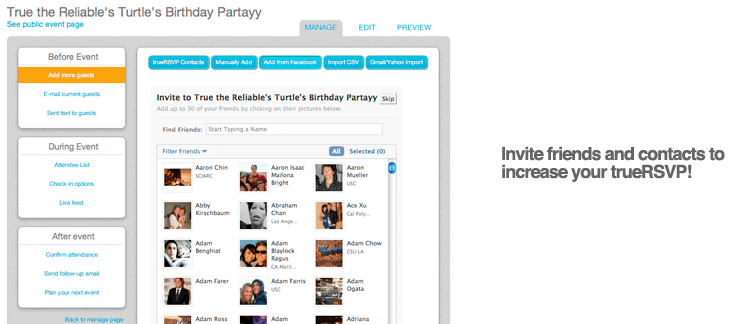 True the Reliable's Turtle's Birthday Partayy
See public event page
MANAGE EDIT PREVIEW
Before Event
Add more guests
E-mail current guests
Sent text to guests
During Event
Attendee List
Check-in options
Live feed
After event
Confirm attendance
Send follow-up email
Plan your next event
Back to manage page
trueRSVP Contacts Manually Add Add from Facebook Import CSV Gmail/Yahoo Import
Invite to True the Reliable's Turtle's Birthday Partayy Skip
Add up to 30 of your friends by clicking on their pictures below.
Find Friends: Start Typing a Name
Filter Friends All Selected (0)
Aaron Chin
SCIARC
Aaron Isaac
Mailona
Bright
Aaron
Mueller
USC
Abby
Kirschbaum
Abraham
Chan
Los Ange...
Ace Xu
Cal Poly...
Adam
Benghiat
Adam
Blaylock
Ragus
CA Marit...
Adam Chow
CSU LA
Adam Farer
Adam Farris
USC
Adam
Ogata
Adam Ross
Adam
Adriana
Invite friends and contacts to
increase your trueRSVP!